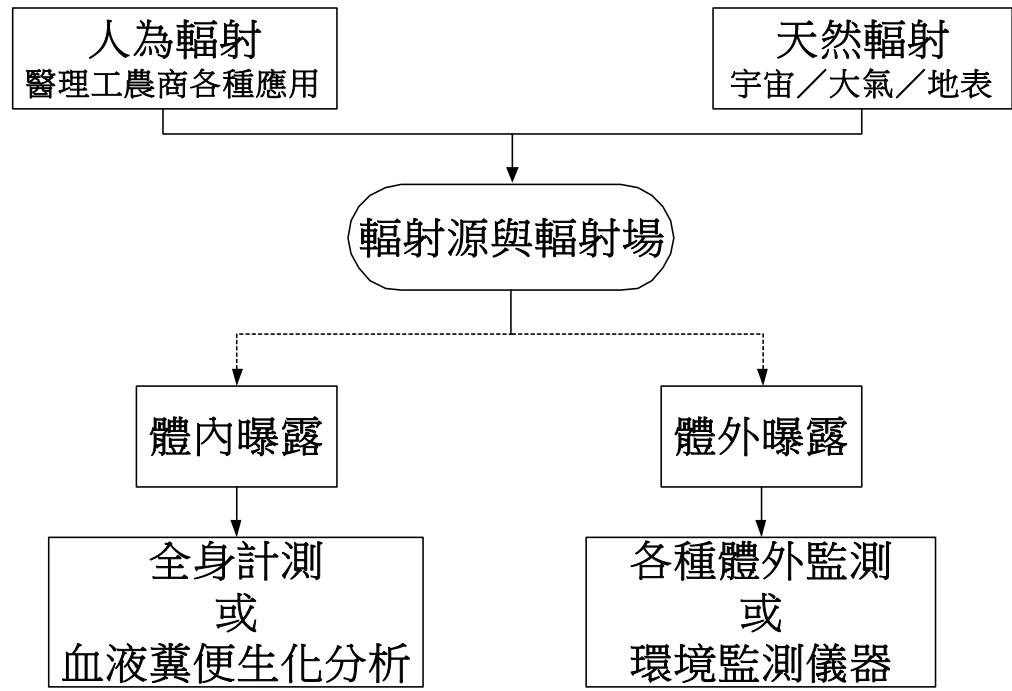 人為輻射
醫理工農商各種應用
天然輻射
宇宙／大氣／地表
輻射源與輻射場
體內曝露
體外曝露
全身計測
或
血液糞便生化分析
各種體外監測
或
環境監測儀器